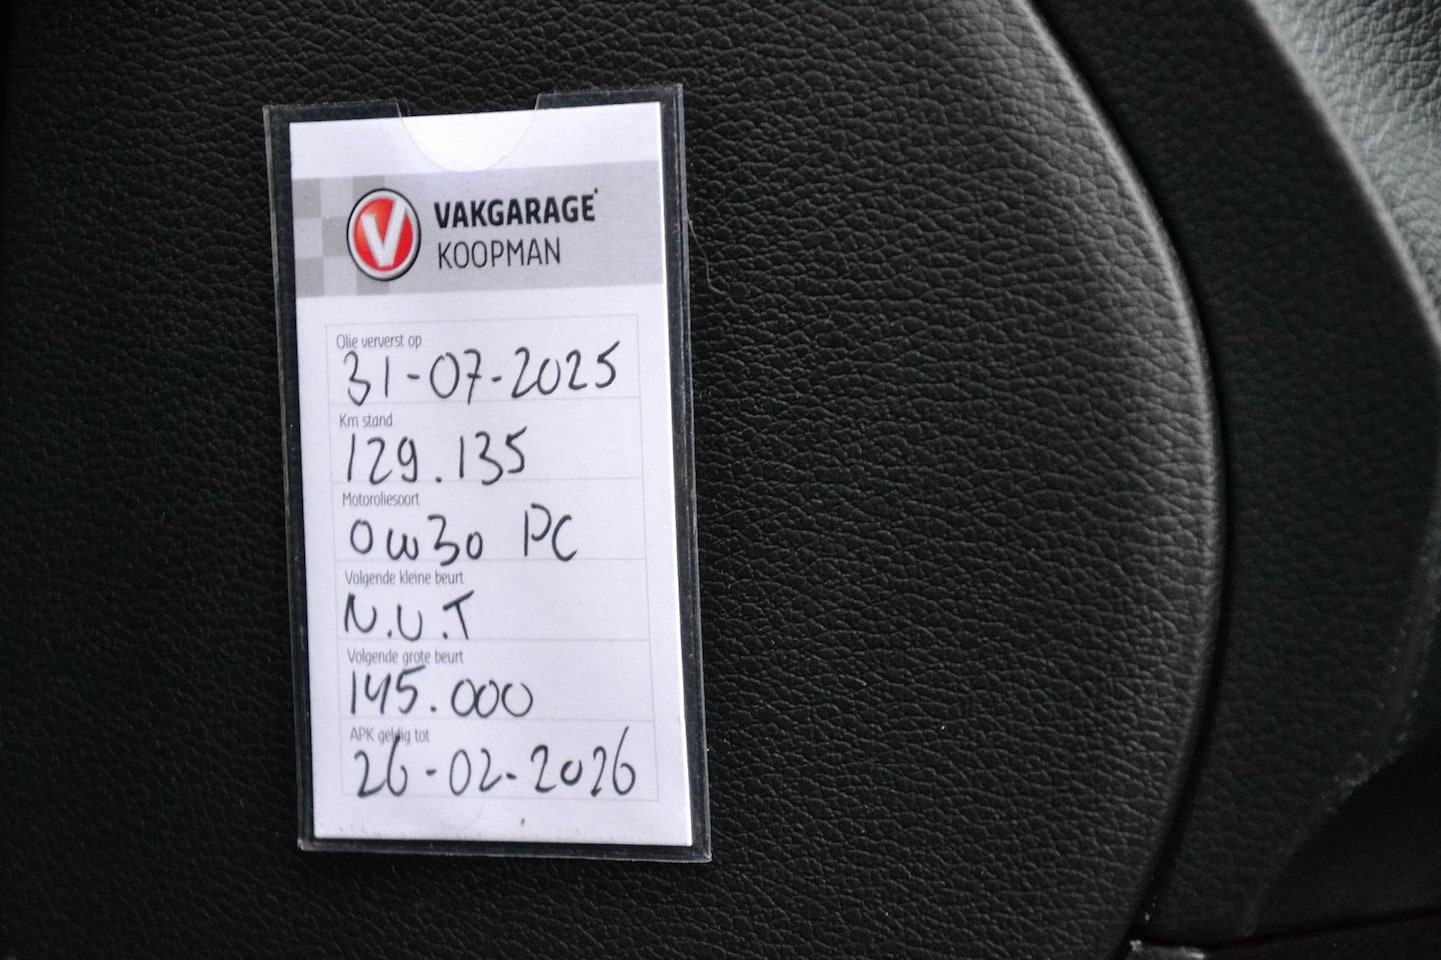 VAKGARAGE
KOOPMAN
Olie ververst op
31-07-2025
Km stand
129.135
Motoroliesoort
0w30 PC
Volgende kleine beurt
N.U.T
Volgende grote beurt
145.000
APK geldig tot
26-02-2026